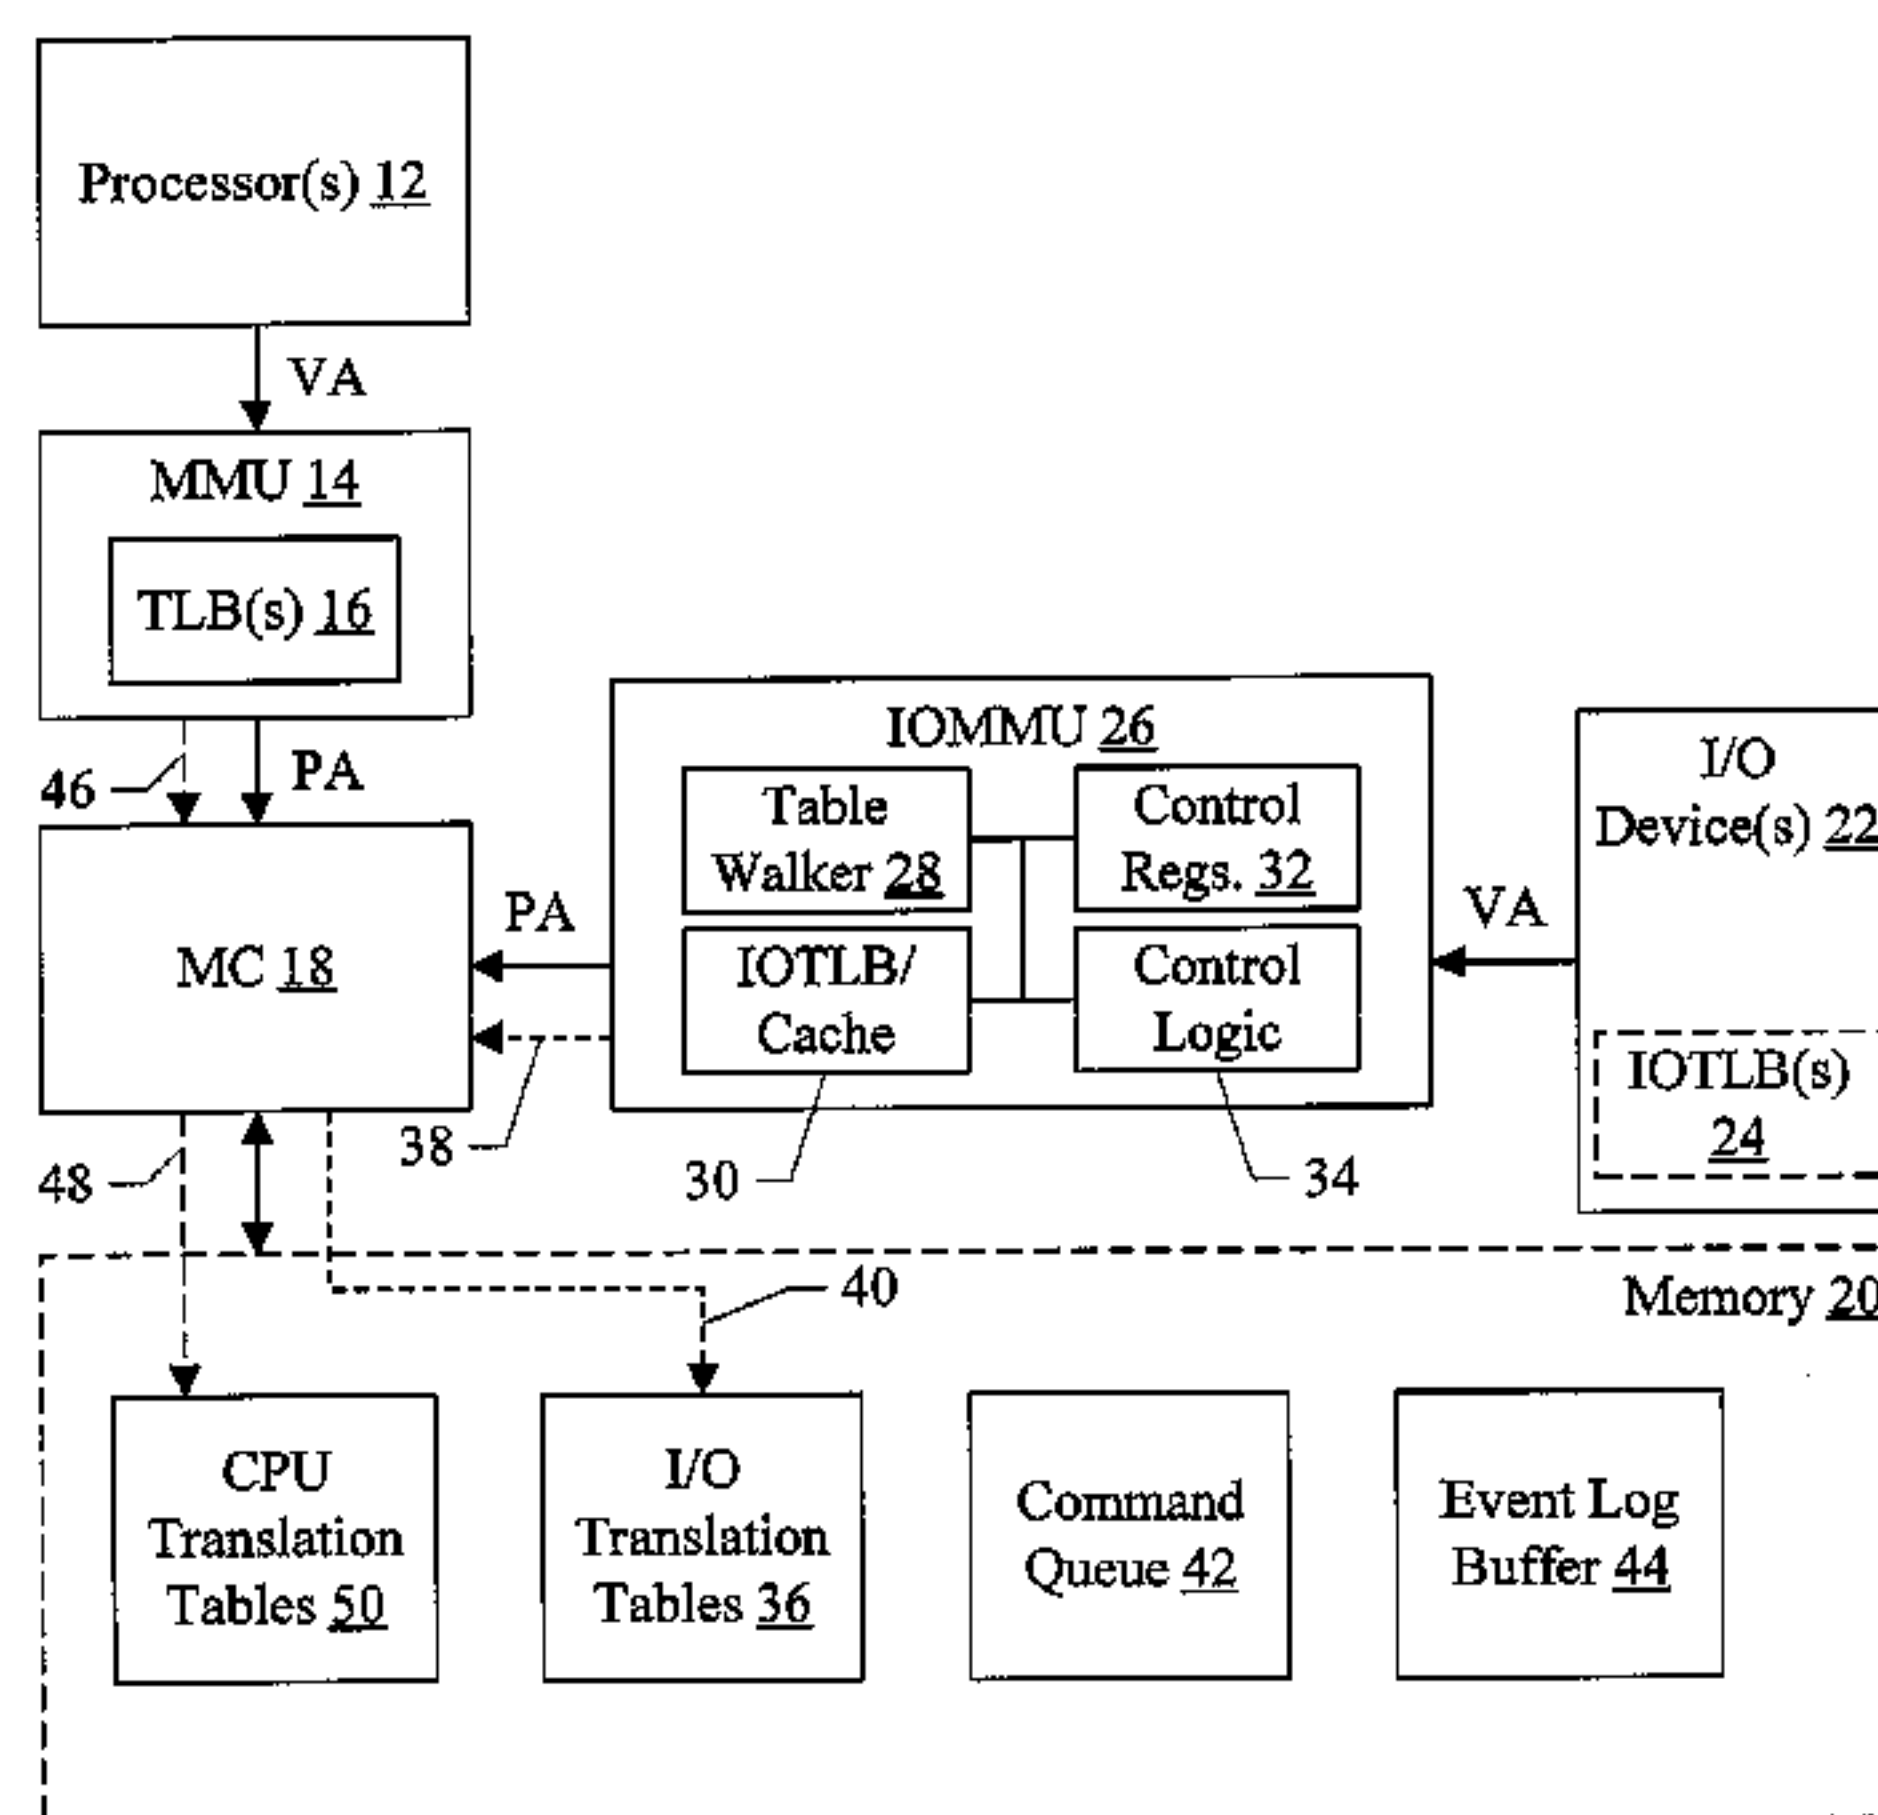 Processor(s) 12
VA
MMU 14
TLB(s) 16
46
PA
MC 18
PA
38
48
IOMMU 26
Table
Walker 28
Control
Regs. 32
IOTLB/
Cache
Control
Logic
30
34
VA
I/O
Device(s) 22
IOTLB(s)
24
40
Memory 20
CPU
Translation
Tables 50
I/O
Translation
Tables 36
Command
Queue 42
Event Log
Buffer 44